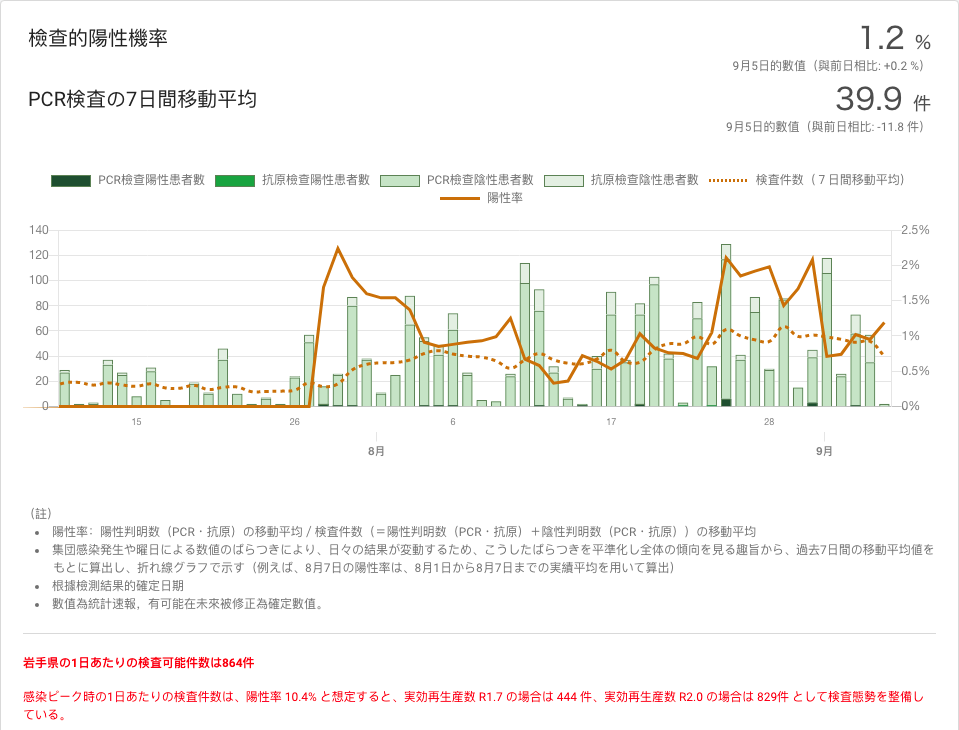 檢查的陽性機率
1.2 %
9月5日的數值（與前日相比: +0.2 %）
PCR検査の7日間移動平均
39.9 件
9月5日的數值（與前日相比: -11.8 件）
PCR檢查陽性患者數 抗原檢查陽性患者數 PCR檢查陰性患者數 抗原檢查陰性患者數 検査件数（７日間移動平均）
陽性率
140 2.5%
120 2%
100
80 1.5%
60 1%
40
20 0.5%
0 0%
15 26 6 17 28
8月 9月
（註）
• 陽性率：陽性判明数（PCR・抗原）の移動平均 / 検査件数（＝陽性判明数（PCR・抗原）＋陰性判明数（PCR・抗原））の移動平均
• 集団感染発生や曜日による数値のばらつきにより、日々の結果が変動するため、こうしたばらつきを平準化し全体の傾向を見る趣旨から、過去7日間の移動平均値を
もとに算出し、折れ線グラフで示す（例えば、8月7日の陽性率は、8月1日から8月7日までの実績平均を用いて算出）
• 根據檢測結果的確定日期
• 數值為統計速報，有可能在未來被修正為確定數值。
岩手県の1日あたりの検査可能件数は864件
感染ピーク時の1日あたりの検査件数は、陽性率 10.4% と想定すると、実効再生産数 R1.7 の場合は 444 件、実効再生産数 R2.0 の場合は 829件 として検査態勢を整備し
ている。